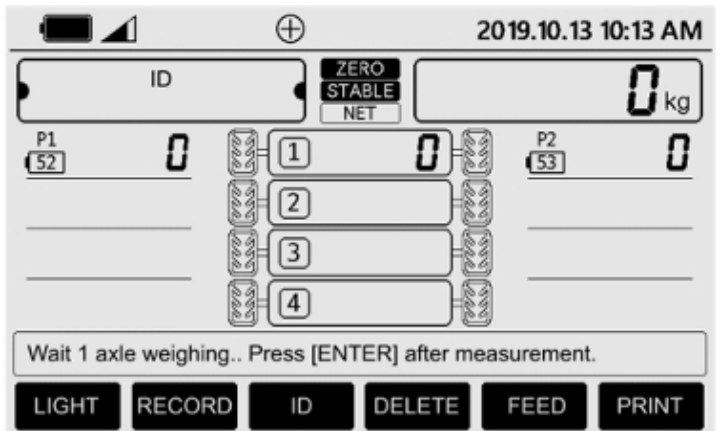 2019.10.13 10:13 AM
ID
ZERO
STABLE
NET
0 kg
P1
52
0
1
0
P2
53
0
2
3
4
Wait 1 axle weighing.. Press [ENTER] after measurement.
LIGHT RECORD ID DELETE FEED PRINT